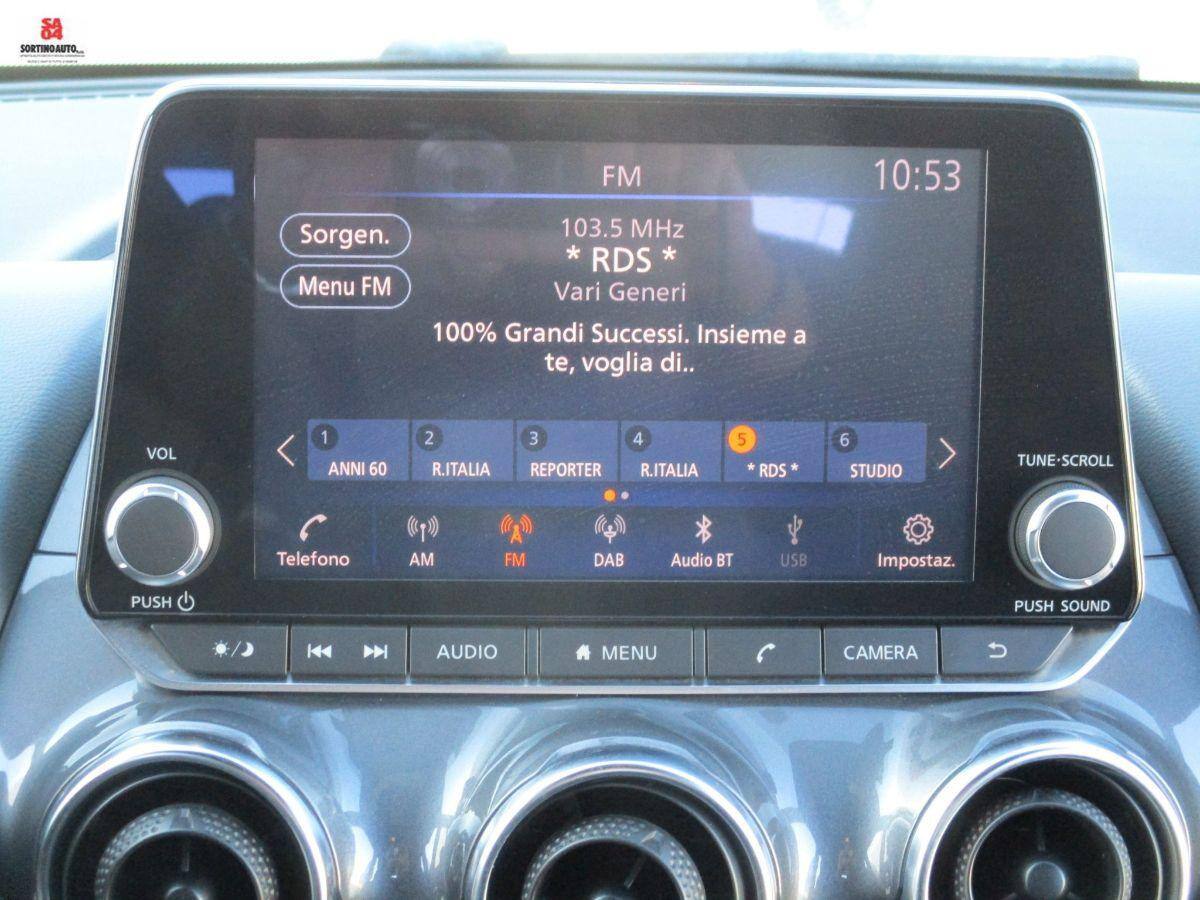 SA
04
SORTINOAUTO
FM
10:53
Sorgen.
Menu FM
103.5 MHz
* RDS *
Vari Generi
100% Grandi Successi. Insieme a
te, voglia di..
1 2 3 4 5 6
ANNI 60 R.ITALIA REPORTER R.ITALIA * RDS * STUDIO
Telefono AM FM DAB Audio BT USB Impostaz.
VOL
PUSH
TUNE·SCROLL
PUSH SOUND
AUDIO MENU CAMERA